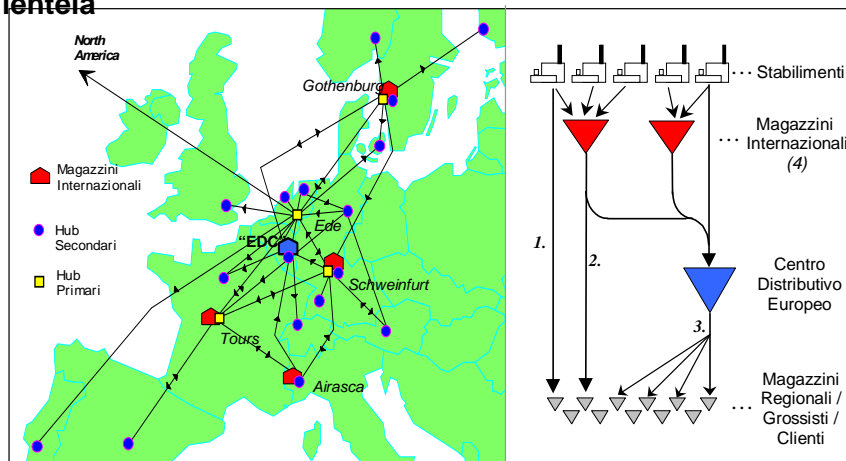 lientela
North
America
Gothenburg
Magazzini
Internazionali
Hub
Secondari
Hub
Primari
Ede
"EDC"
Schweinfurt
Tours
Airasca
... Stabilimenti
... Magazzini
Internazionali
(4)
1.
2.
Centro
Distributivo
Europeo
3.
... Magazzini
Regionali /
Grossisti /
Clienti